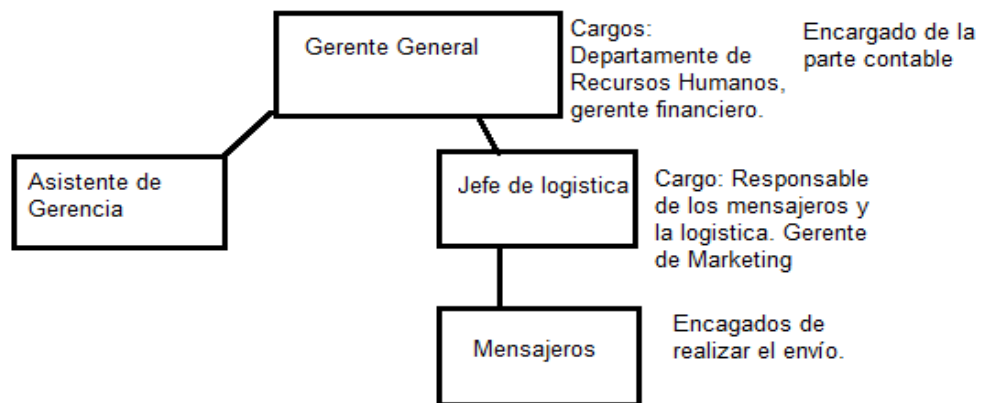 Gerente General
Cargos:
Departamente de
Recursos Humanos,
gerente financiero.
Encargado de la
parte contable
Asistente de
Gerencia
Jefe de logistica
Cargo: Responsable
de los mensajeros y
la logistica. Gerente
de Marketing
Mensajeros
Encagados de
realizar el envío.